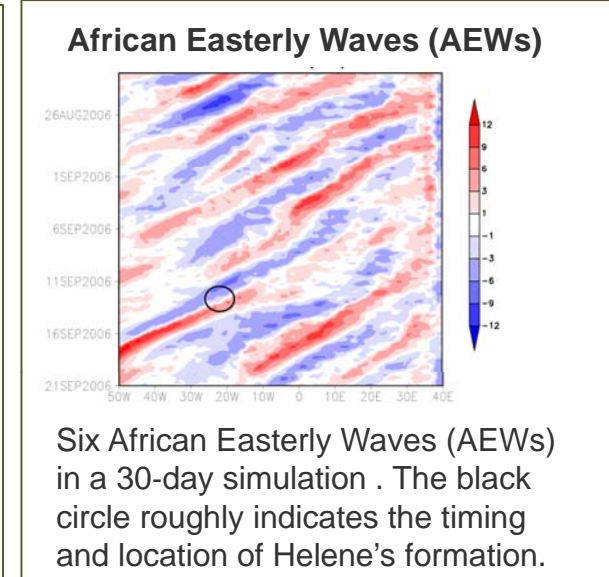 African Easterly Waves (AEWs)
26AUG2006
1SEP2006
6SEP2006
11SEP2006
16SEP2006
21SEP2006
50W 40W 30W 20W 10W 0 10E 20E 30E 40E
12
9
6
3
1
-1
-3
-6
-9
-12
Six African Easterly Waves (AEWs)
in a 30-day simulation . The black
circle roughly indicates the timing
and location of Helene's formation.